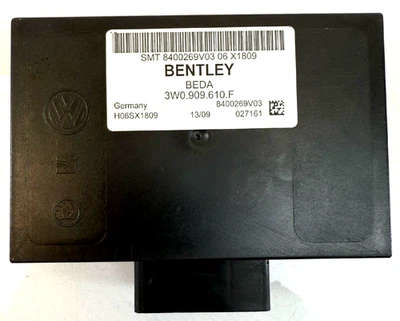 SMT 8400269V03 06 X1809
BENTLEY
BEDA
3W0.909.610.F
Germany 8400269V03
H06SX1809 13/09 027161